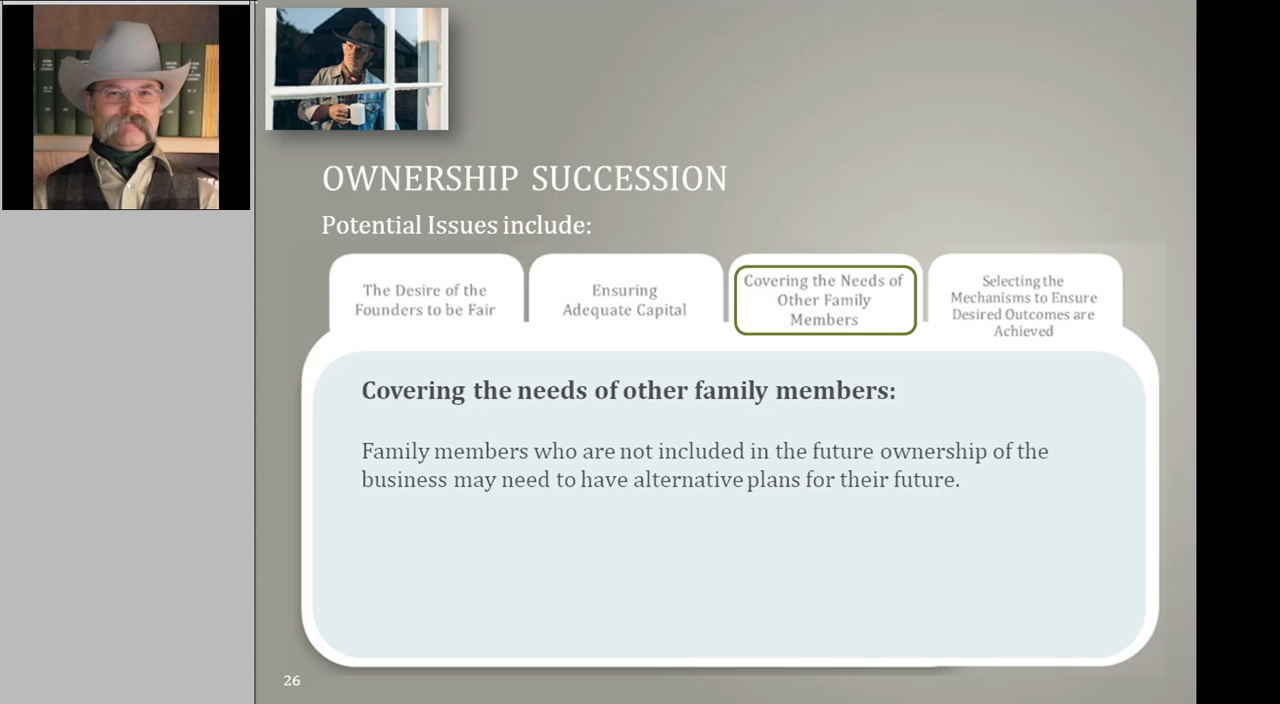 OWNERSHIP SUCCESSION
Potential Issues include:
The Desire of the
Founders to be Fair
Ensuring
Adequate Capital
Covering the Needs of
Other Family
Members
Selecting the
Mechanisms to Ensure
Desired Outcomes are
Achieved
Covering the needs of other family members:
Family members who are not included in the future ownership of the
business may need to have alternative plans for their future.
26